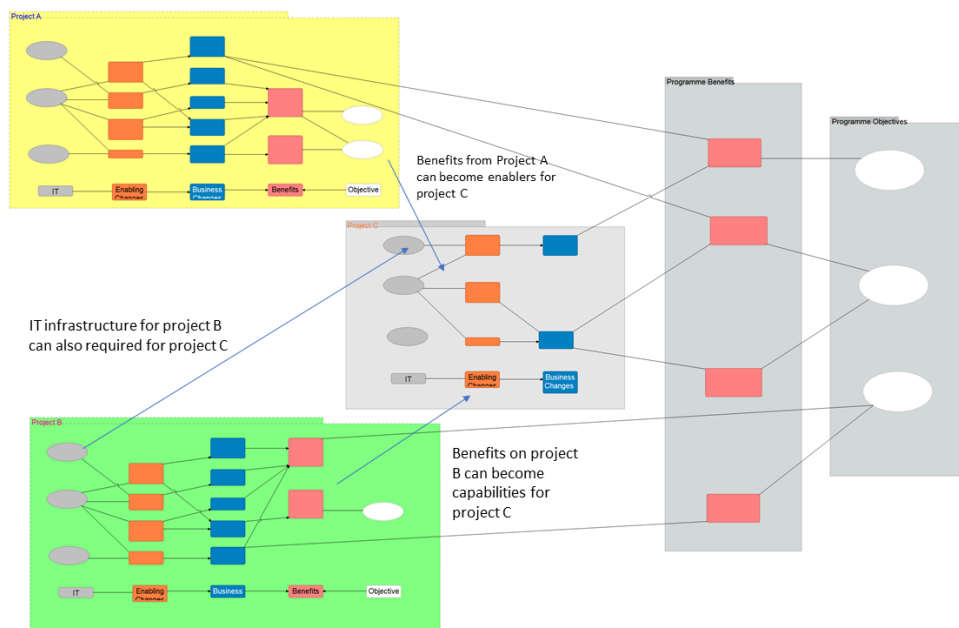 Project A
IT
Enabling
Changes
Business
Changes
Benefits
Objective
Benefits from Project A
can become enablers for
project C
Programme Benefits
Programme Objectives
Project C
IT
Enabling
Changes
Business
Changes
IT infrastructure for project B
can also required for project C
Project B
IT
Enabling
Changes
Business
Benefits
Objective
Benefits on project
B can become
capabilities for
project C